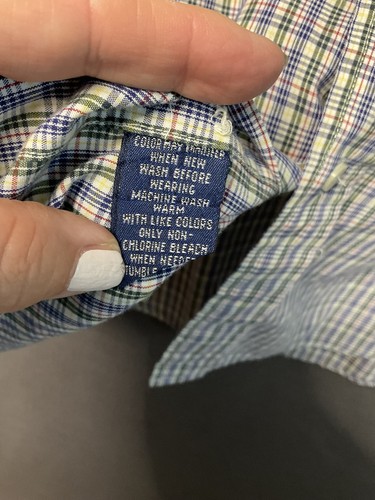 COLOR MAY TRANSFER
WHEN NEW
WASH BEFORE
WEARING
MACHINE WASH
WARM
WITH LIKE COLORS
ONLY NON-
CHLORINE BLEACH
WHEN NEEDED
TUMBLE